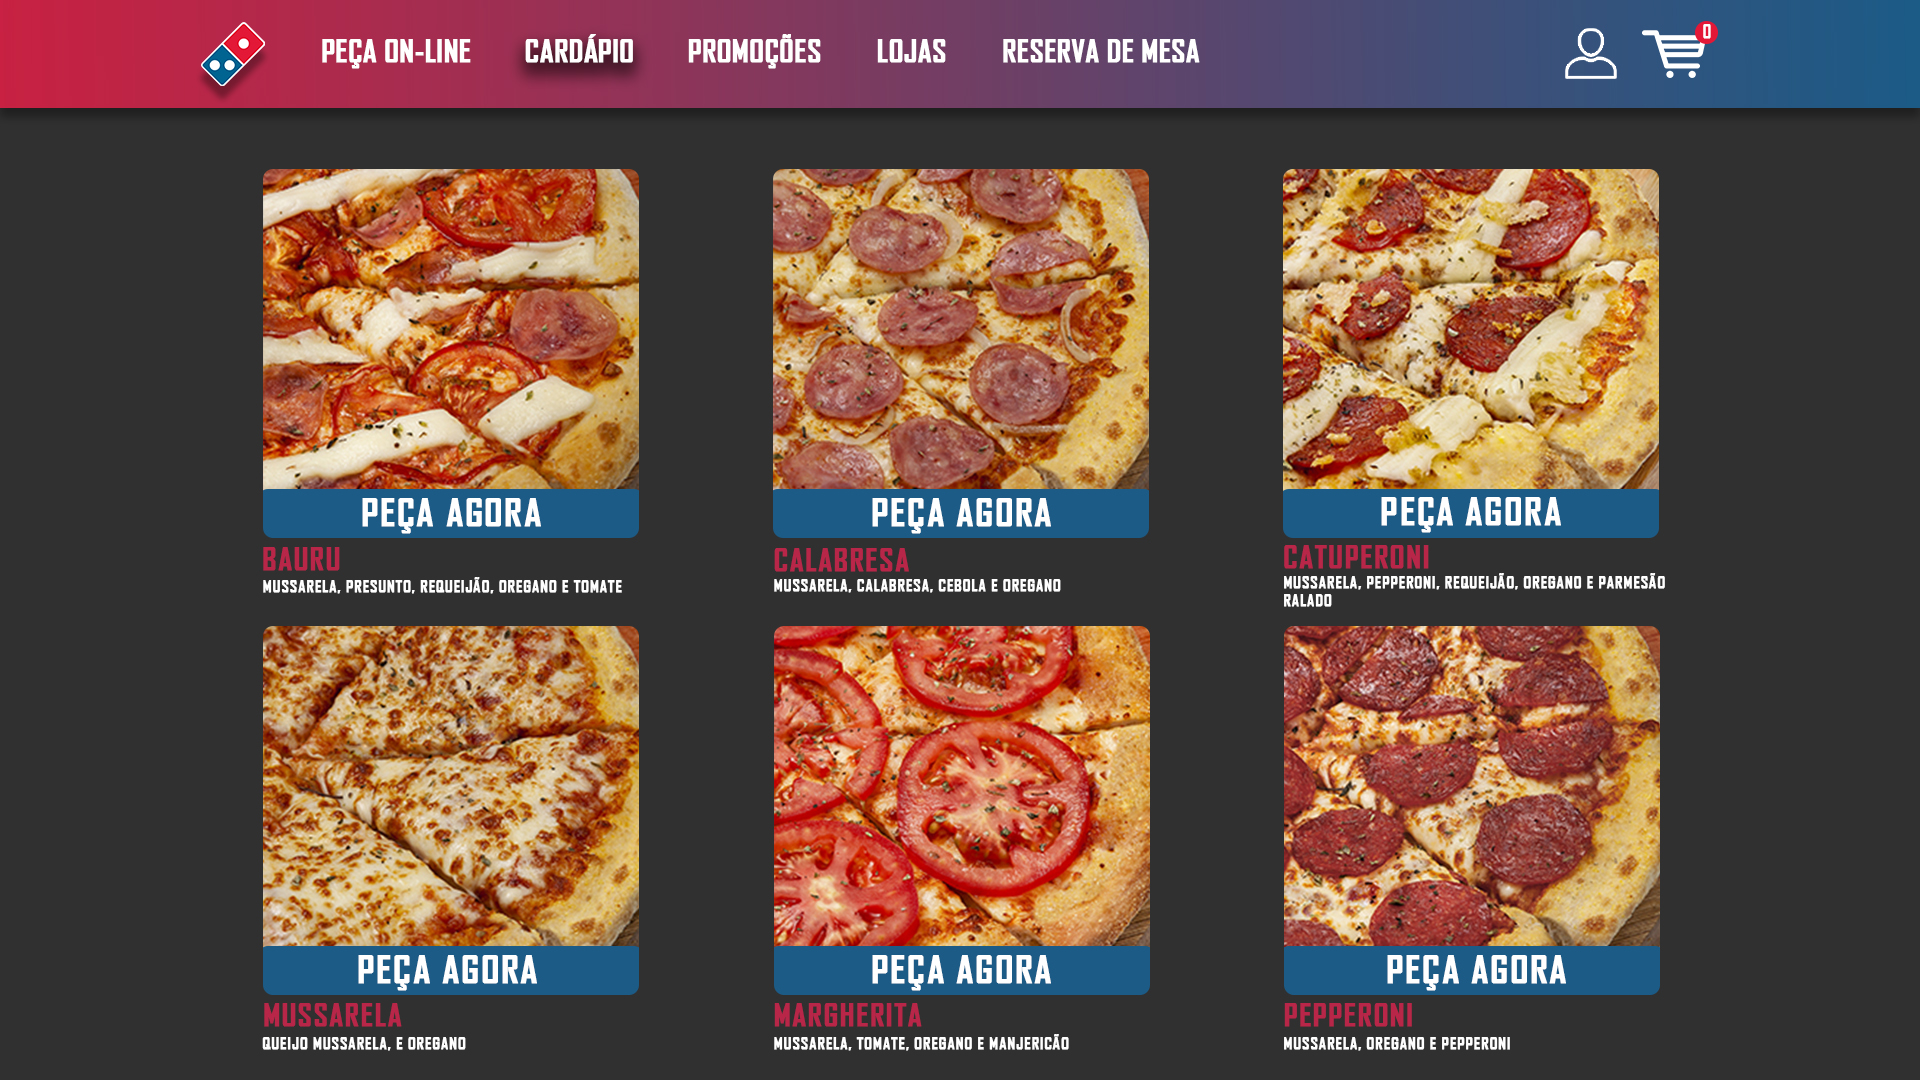 PEÇA ON-LINE
CARDÁPIO
PROMOÇÕES
LOJAS
RESERVA DE MESA
0
PEÇA AGORA
PEÇA AGORA
PEÇA AGORA
BAURU
MUSSARELA, PRESUNTO, REQUEIJÃO, OREGANO E TOMATE
CALABRESA
MUSSARELA, CALABRESA, CEBOLA E OREGANO
CATUPERONI
MUSSARELA, PEPPERONI, REQUEIJÃO, OREGANO E PARMESÃO
RALADO
PEÇA AGORA
PEÇA AGORA
PEÇA AGORA
MUSSARELA
QUEIJO MUSSARELA, E OREGANO
MARGHERITA
MUSSARELA, TOMATE, OREGANO E MANJERICÃO
PEPPERONI
MUSSARELA, OREGANO E PEPPERONI